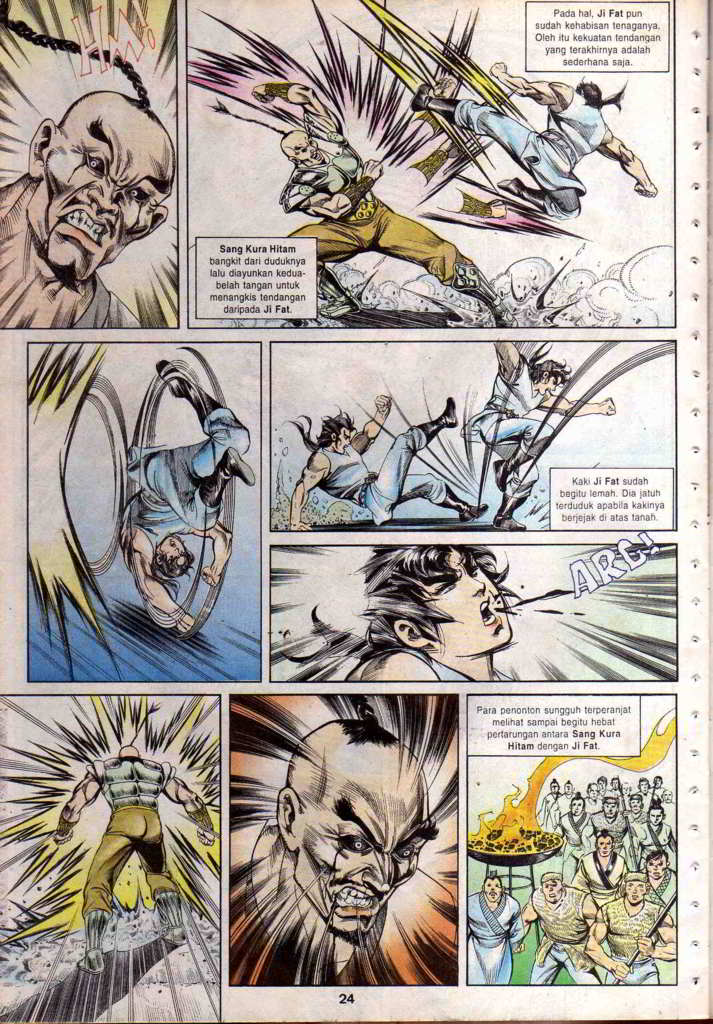 HM!
Pada hal, Ji Fat pun
sudah kehabisan tenaganya.
Oleh itu kekuatan tendangan
yang terakhirnya adalah
sederhana saja.
Sang Kura Hitam
bangkit dari duduknya
lalu diayunkan kedua-
belah tangan untuk
menangkis tendangan
daripada Ji Fat.
Kaki Ji Fat sudah
begitu lemah. Dia jatuh
terduduk apabila kakinya
berjejak di atas tanah.
ARG!
Para penonton sungguh terperanjat
melihat sampai begitu hebat
pertarungan antara Sang Kura
Hitam dengan Ji Fat.
24